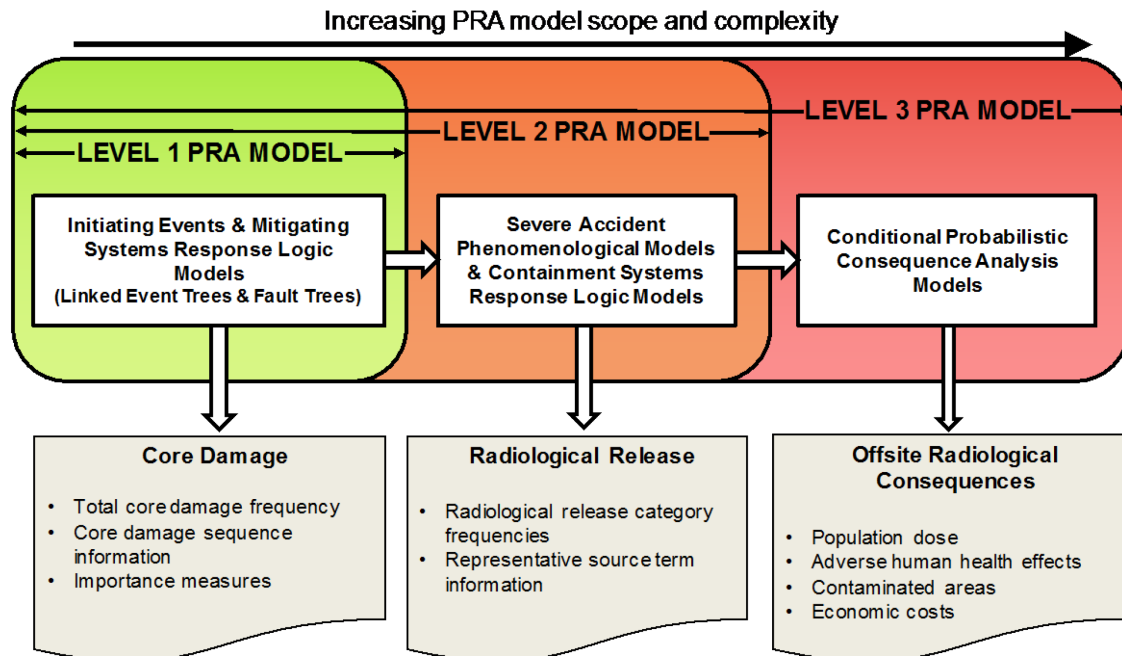 Increasing PRA model scope and complexity
LEVEL 3 PRA MODEL
LEVEL 2 PRA MODEL
LEVEL 1 PRA MODEL
Initiating Events & Mitigating
Systems Response Logic
Models
(Linked Event Trees & Fault Trees)
Severe Accident
Phenomenological Models
& Containment Systems
Response Logic Models
Conditional Probabilistic
Consequence Analysis
Models
Core Damage
• Total core damage frequency
• Core damage sequence
information
• Importance measures
Radiological Release
• Radiological release category
frequencies
• Representative source term
information
Offsite Radiological
Consequences
• Population dose
• Adverse human health effects
• Contaminated areas
• Economic costs